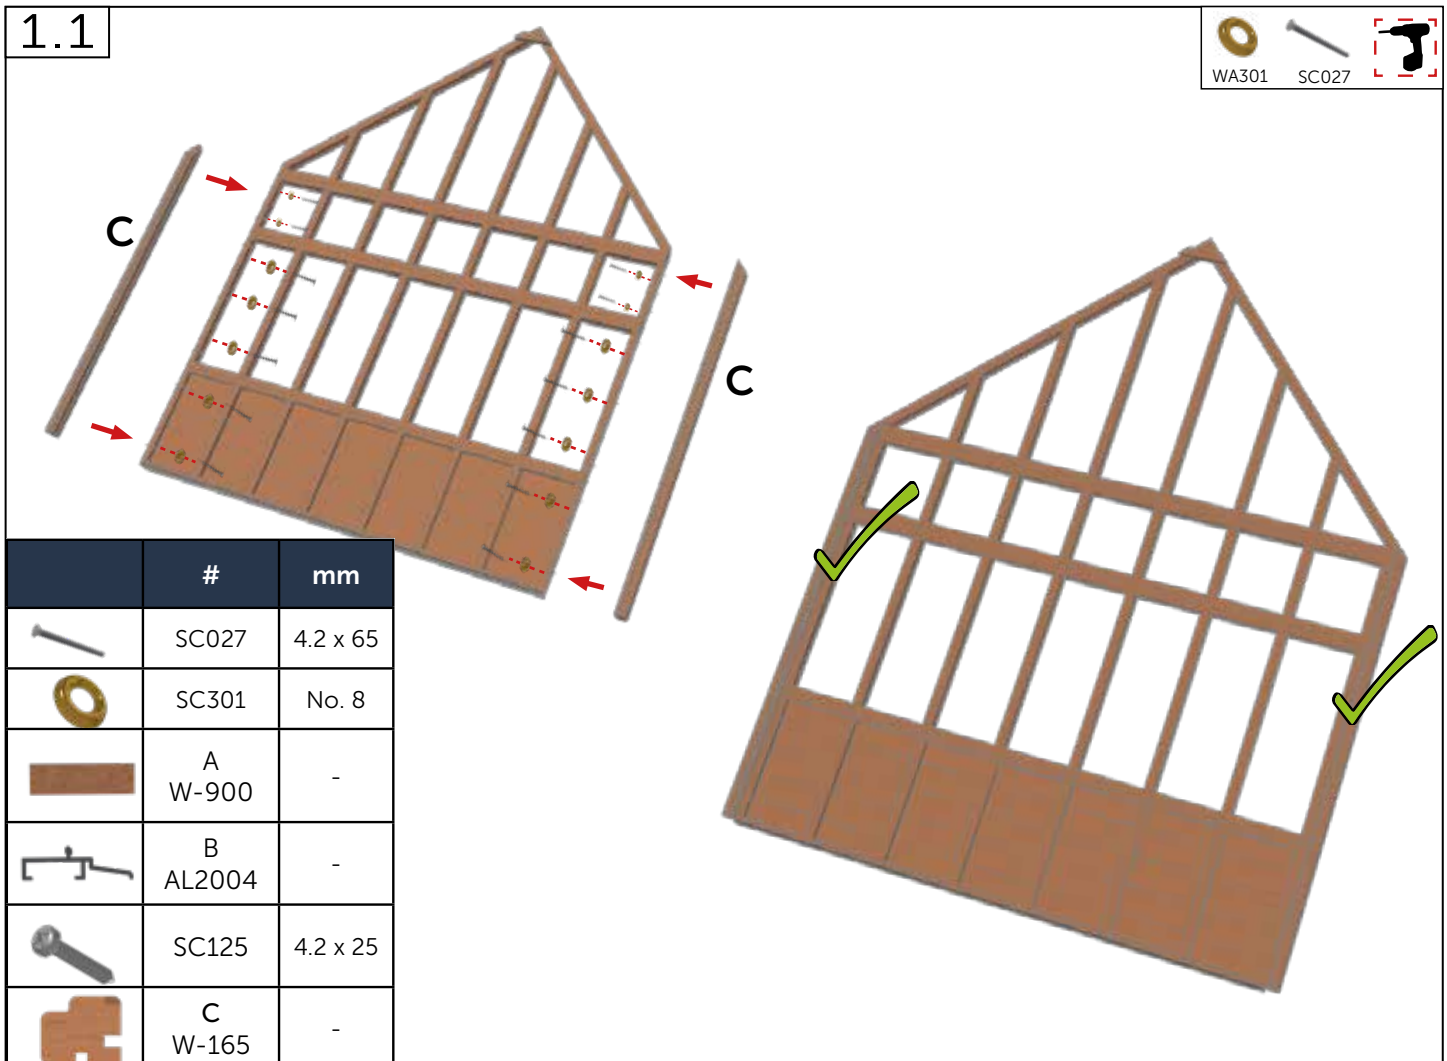 1.1
WA301 SC027
C
C
# mm
SC027 4.2 x 65
SC301 No. 8
A
W-900 -
B
AL2004 -
SC125 4.2 x 25
C
W-165 -